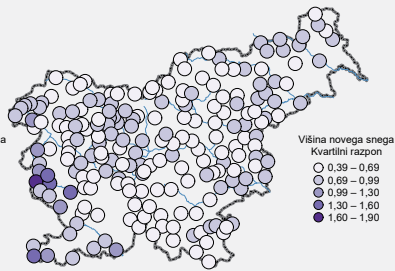 Višina novega snega
Kvartilni razpon
0,39 – 0,69
0,69 – 0,99
0,99 – 1,30
1,30 – 1,60
1,60 – 1,90